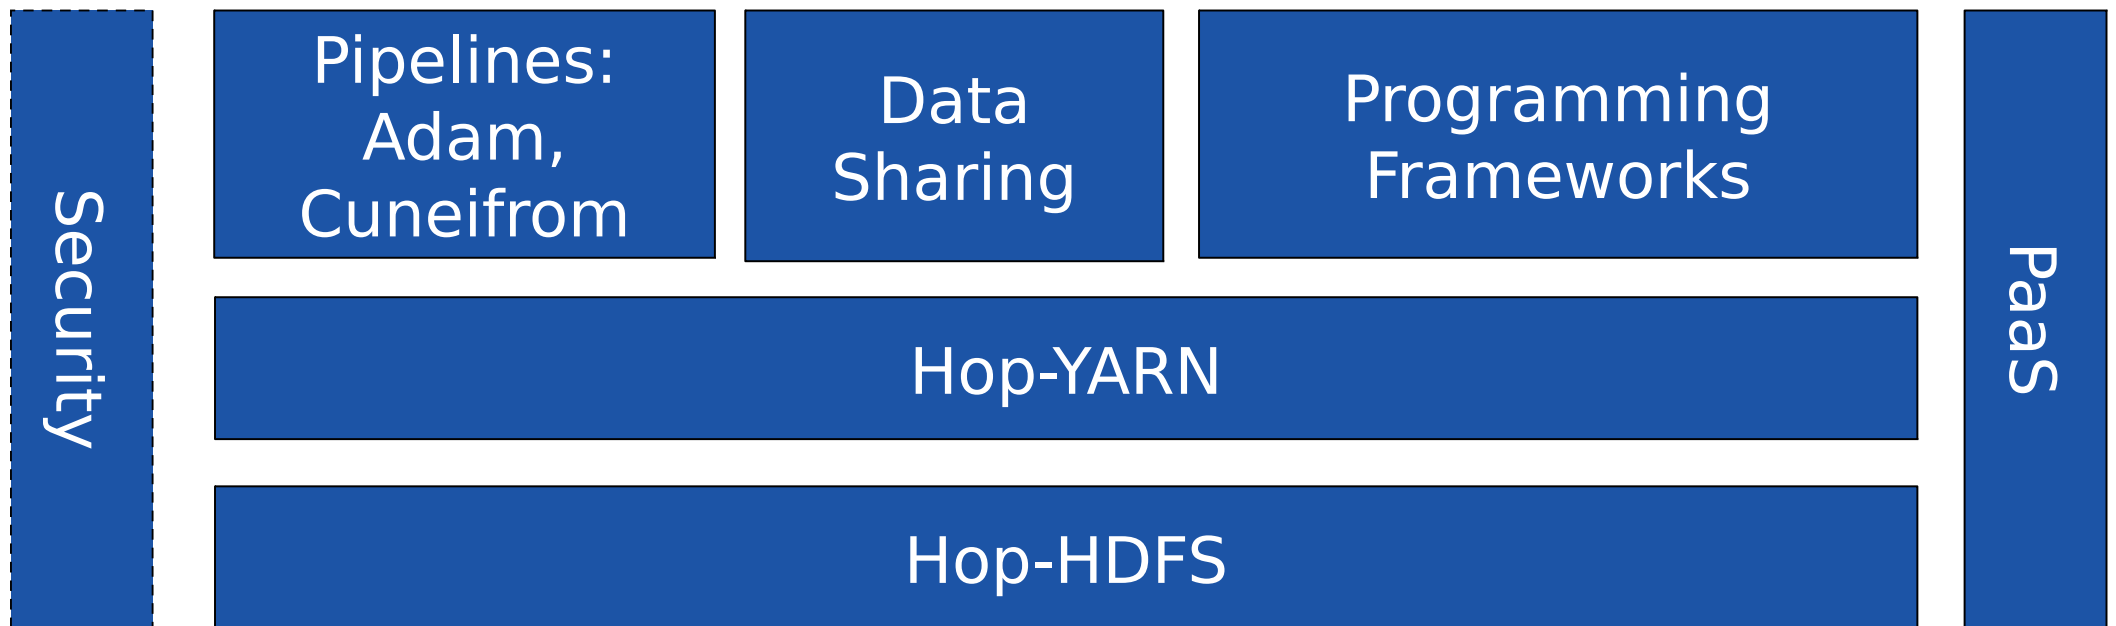 Security
Pipelines:
Adam,
Cuneifrom
Data
Sharing
Programming
Frameworks
PaaS
Hop-YARN
Hop-HDFS